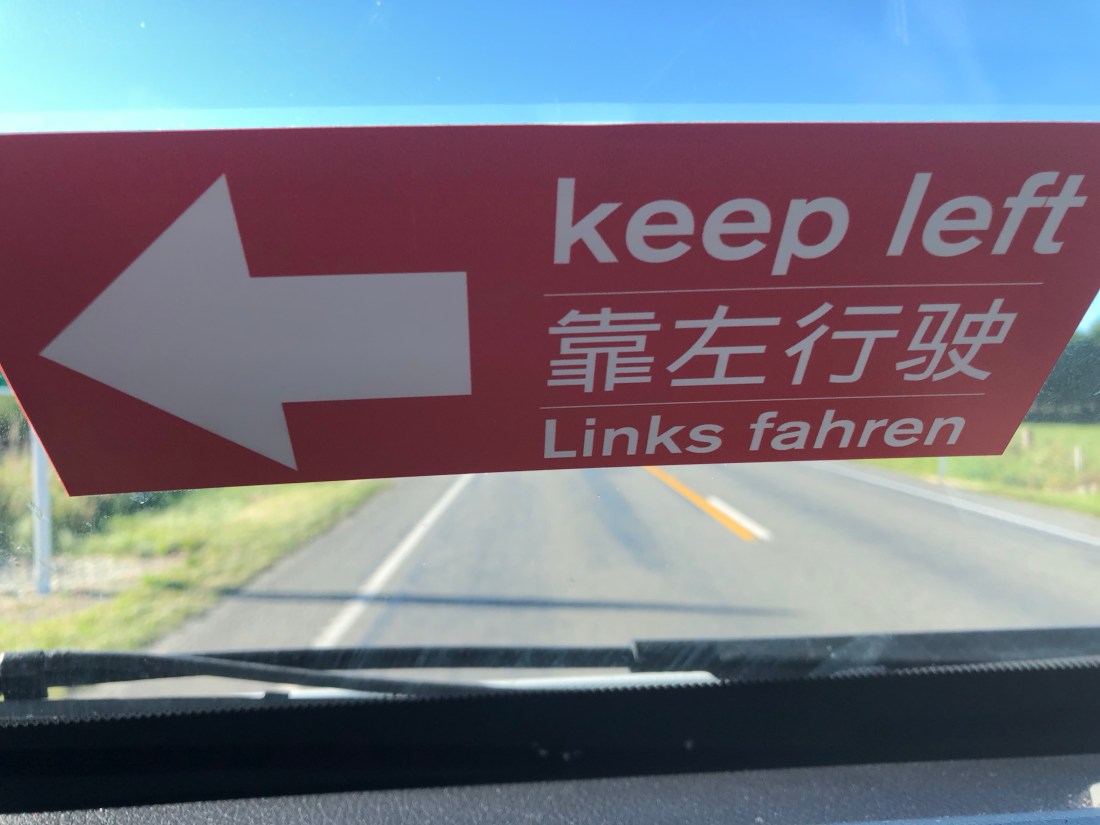 keep left
靠左行驶
Links fahren